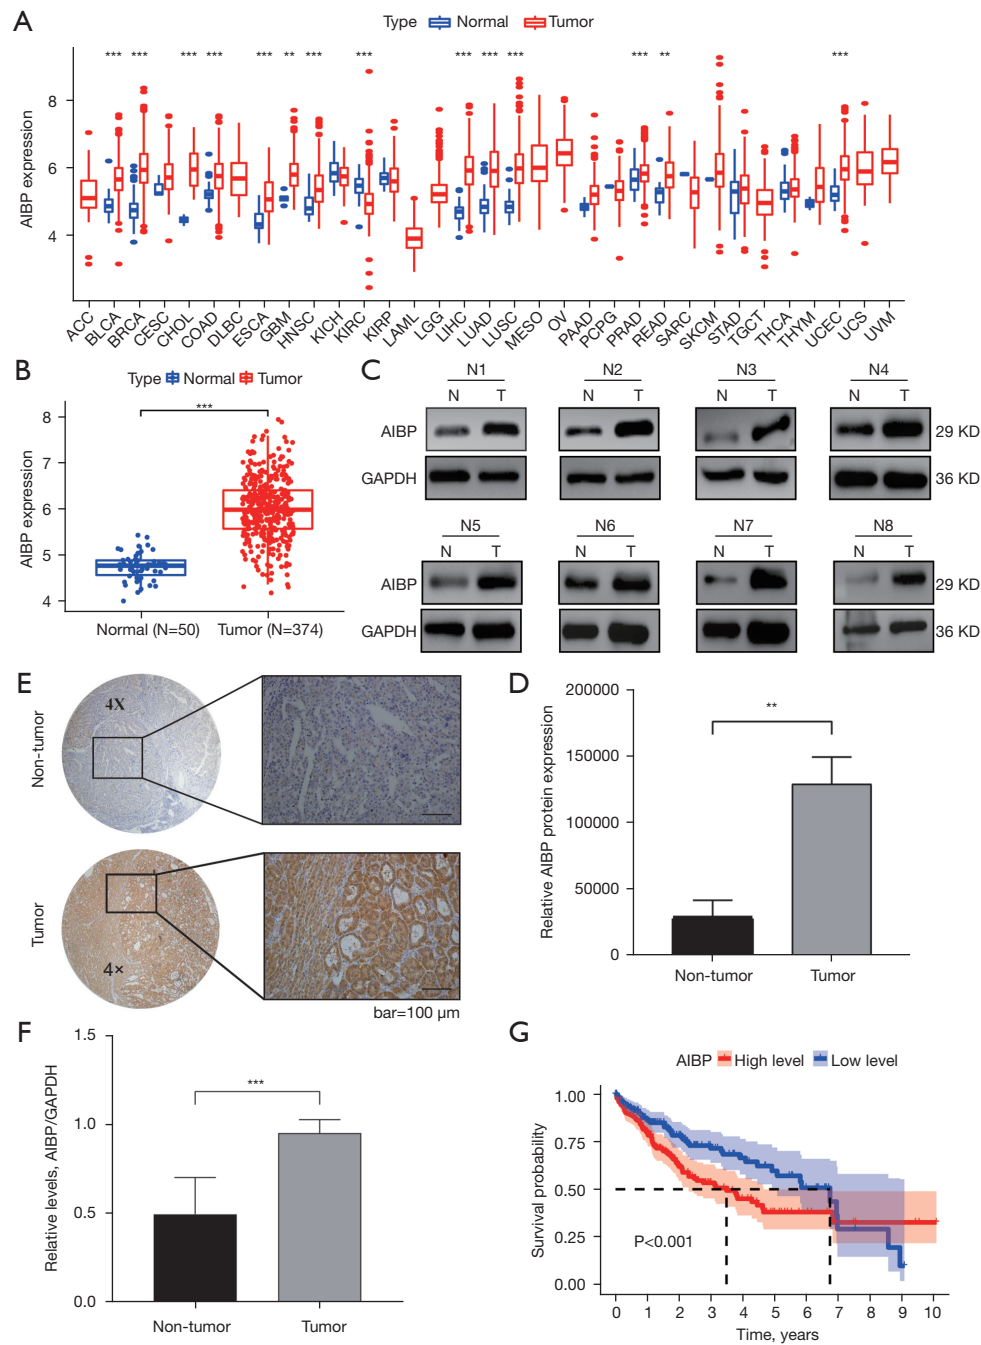 A
Type Normal Tumor
*** *** *** *** *** ** *** *** *** *** *** *** ** ***
AIBP expression
8
6
4
ACC BLCA BRCA CESC CHOL COAD DLBC ESCA GBM HNSC KICH KIRC KIRP LAML LGG LIHC LUAD LUSC MESO OV PAAD PCPG PRAD READ SARC SKCM STAD TGCT THCA THYM UCEC UCS UVM
B
Type Normal Tumor
***
AIBP expression
8
7
6
5
4
Normal (N=50) Tumor (N=374)
C
N1 N2 N3 N4
N T N T N T N T
AIBP 29 KD
GAPDH 36 KD
N5 N6 N7 N8
N T N T N T N T
AIBP 29 KD
GAPDH 36 KD
E
Non-tumor
4X
Tumor
4×
bar=100 μm
D
Relative AIBP protein expression
200000
150000
100000
50000
0
**
Non-tumor Tumor
F
Relative levels, AIBP/GAPDH
1.5
1.0
0.5
0.0
***
Non-tumor Tumor
G
AIBP High level Low level
Survival probability
1.00
0.75
0.50
0.25
0.00
P<0.001
0 1 2 3 4 5 6 7 8 9 10
Time, years